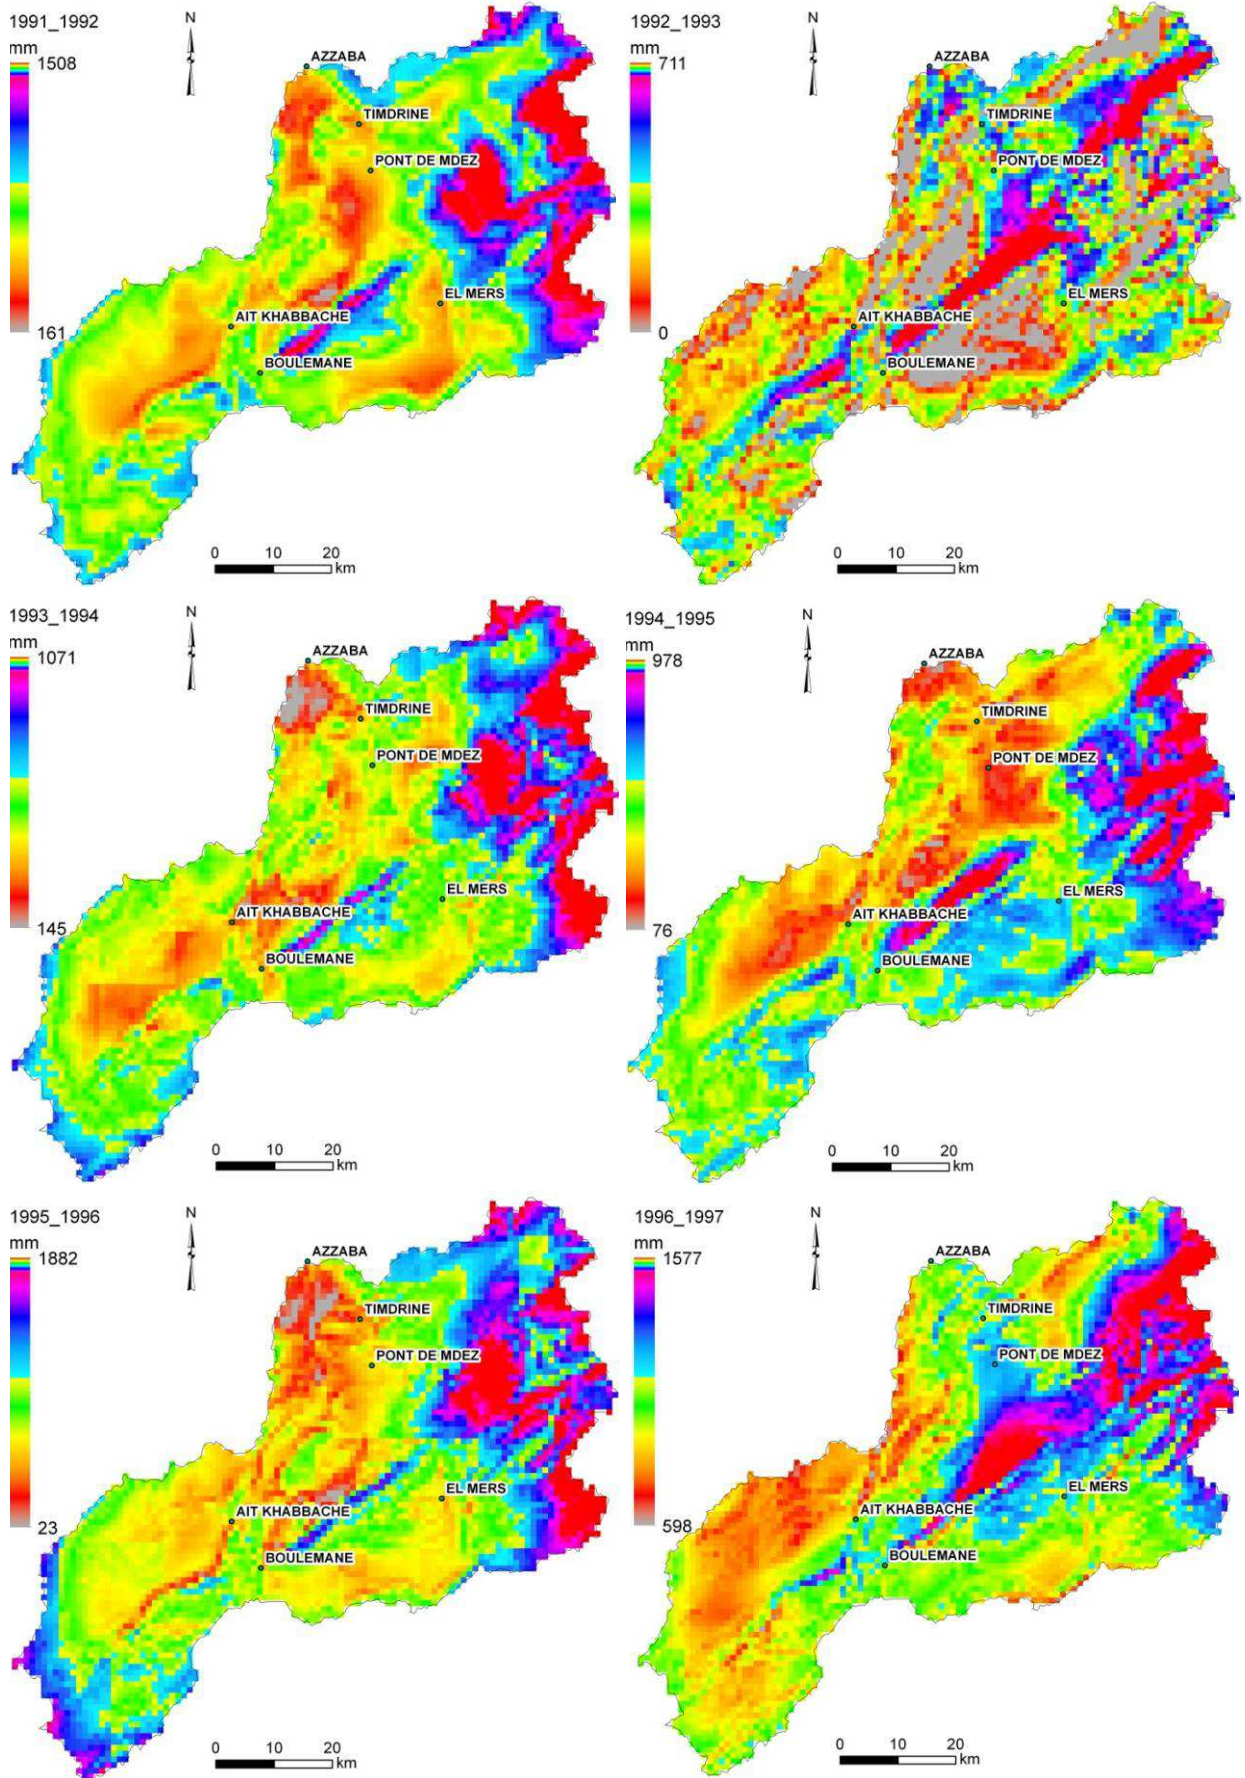 1991_1992
mm
1508
161
N
AZZABA
TIMDRINE
PONT DE MDEZ
EL MERS
AIT KHABBACHE
BOULEMANE
0 10 20
km
1992_1993
mm
711
0
N
AZZABA
TIMDRINE
PONT DE MDEZ
EL MERS
AIT KHABBACHE
BOULEMANE
0 10 20
km
1993_1994
mm
1071
145
N
AZZABA
TIMDRINE
PONT DE MDEZ
EL MERS
AIT KHABBACHE
BOULEMANE
0 10 20
km
1994_1995
mm
978
76
N
AZZABA
TIMDRINE
PONT DE MDEZ
EL MERS
AIT KHABBACHE
BOULEMANE
0 10 20
km
1995_1996
mm
1882
23
N
AZZABA
TIMDRINE
PONT DE MDEZ
EL MERS
AIT KHABBACHE
BOULEMANE
0 10 20
km
1996_1997
mm
1577
598
N
AZZABA
TIMDRINE
PONT DE MDEZ
EL MERS
AIT KHABBACHE
BOULEMANE
0 10 20
km